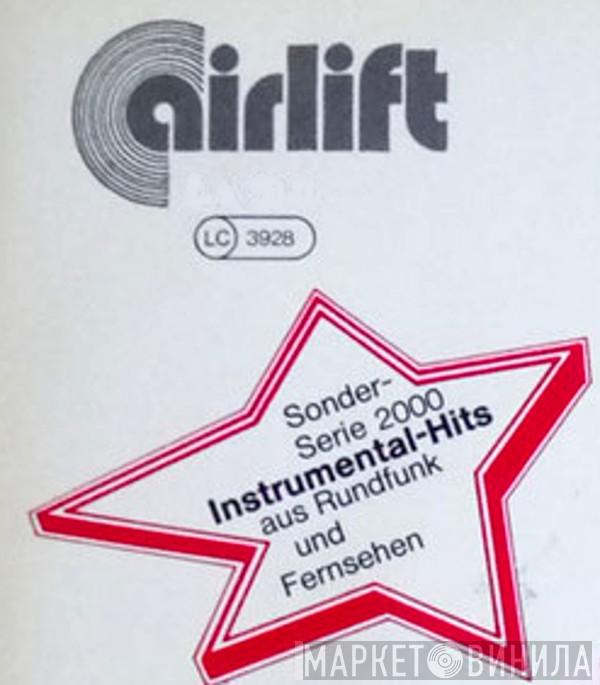 airlift
LC 3928
Sonder-
Serie 2000
Instrumental-Hits
aus Rundfunk
und
Fernsehen
МАРКЕТ ВИНИЛА